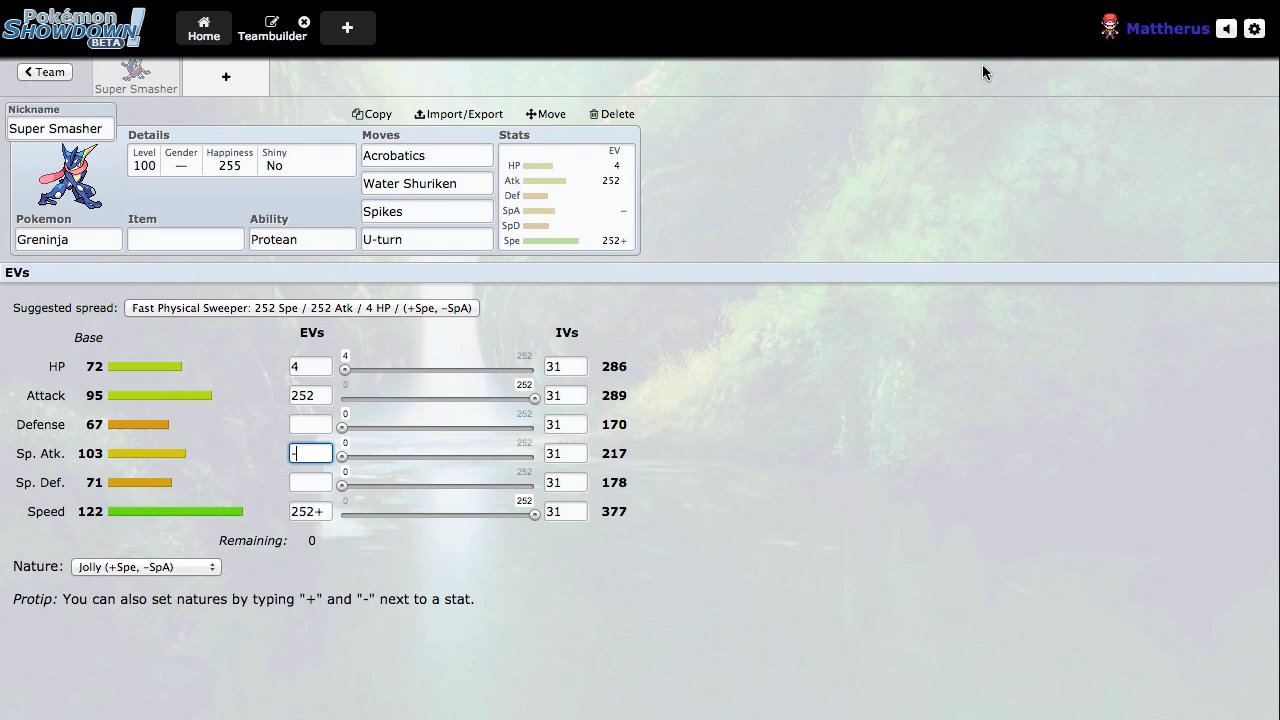 Pokémon
SHOWDOWN!
BETA
Home
Teambuilder
+
Mattherus
Team
Super Smasher
+
Nickname
Super Smasher
Copy
Import/Export
Move
Delete
Details
Level Gender Happiness Shiny
100 — 255 No
Pokemon
Greninja
Item
Ability
Protean
Moves
Acrobatics
Water Shuriken
Spikes
U-turn
Stats
EV
HP 4
Atk 252
Def
SpA –
SpD
Spe 252+
EVs
Suggested spread: Fast Physical Sweeper: 252 Spe / 252 Atk / 4 HP / (+Spe, −SpA)
Base EVs IVs
HP 72 4 4 252 31 286
Attack 95 252 0 252 31 289
Defense 67 0 252 31 170
Sp. Atk. 103 - 0 252 31 217
Sp. Def. 71 0 252 31 178
Speed 122 252+ 0 252 31 377
Remaining: 0
Nature: Jolly (+Spe, −SpA)
Protip: You can also set natures by typing "+" and "-" next to a stat.